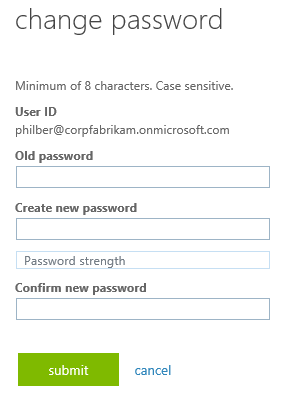 change password
Minimum of 8 characters. Case sensitive.
User ID
philber@corpfabrikam.onmicrosoft.com
Old password
Create new password
Password strength
Confirm new password
submit cancel